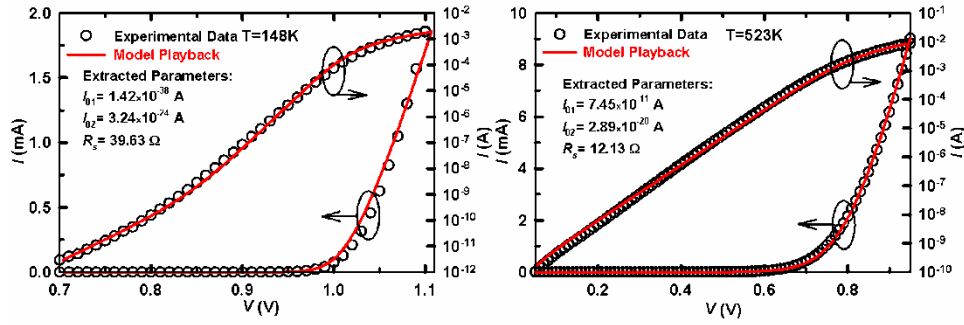 Experimental Data T=148K
Model Playback
Extracted Parameters:
I01= 1.42×10-38 A
I02= 3.24×10-24 A
Rs= 39.63 Ω
I (mA)
2.0
1.5
1.0
0.5
0.0
0.7 0.8 0.9 1.0 1.1
V (V)
10-2
10-3
10-4
10-5
10-6
10-7
10-8
10-9
10-10
10-11
10-12
I (A)
Experimental Data T=523K
Model Playback
Extracted Parameters:
I01= 7.45×10-11 A
I02= 2.89×10-20 A
Rs= 12.13 Ω
I (mA)
10
8
6
4
2
0
0.2 0.4 0.6 0.8
V (V)
10-1
10-2
10-3
10-4
10-5
10-6
10-7
10-8
10-9
10-10
I (A)